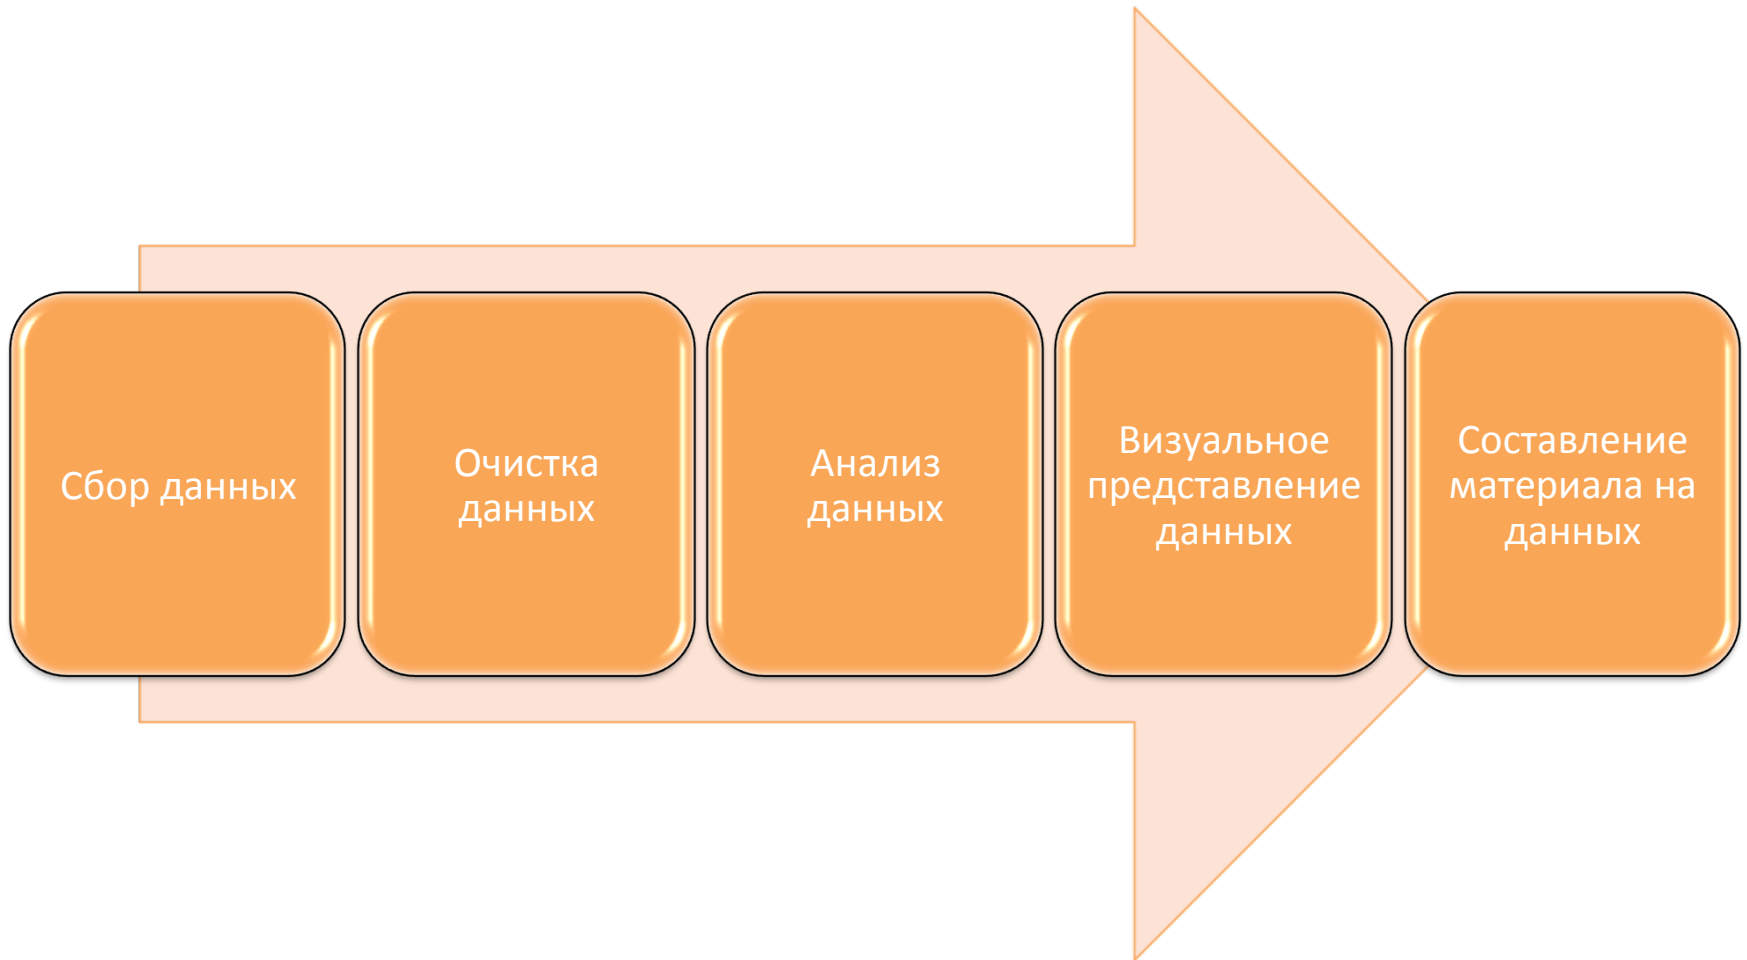 Сбор данных
Очистка
данных
Анализ
данных
Визуальное
представление
данных
Составление
материала на
данных